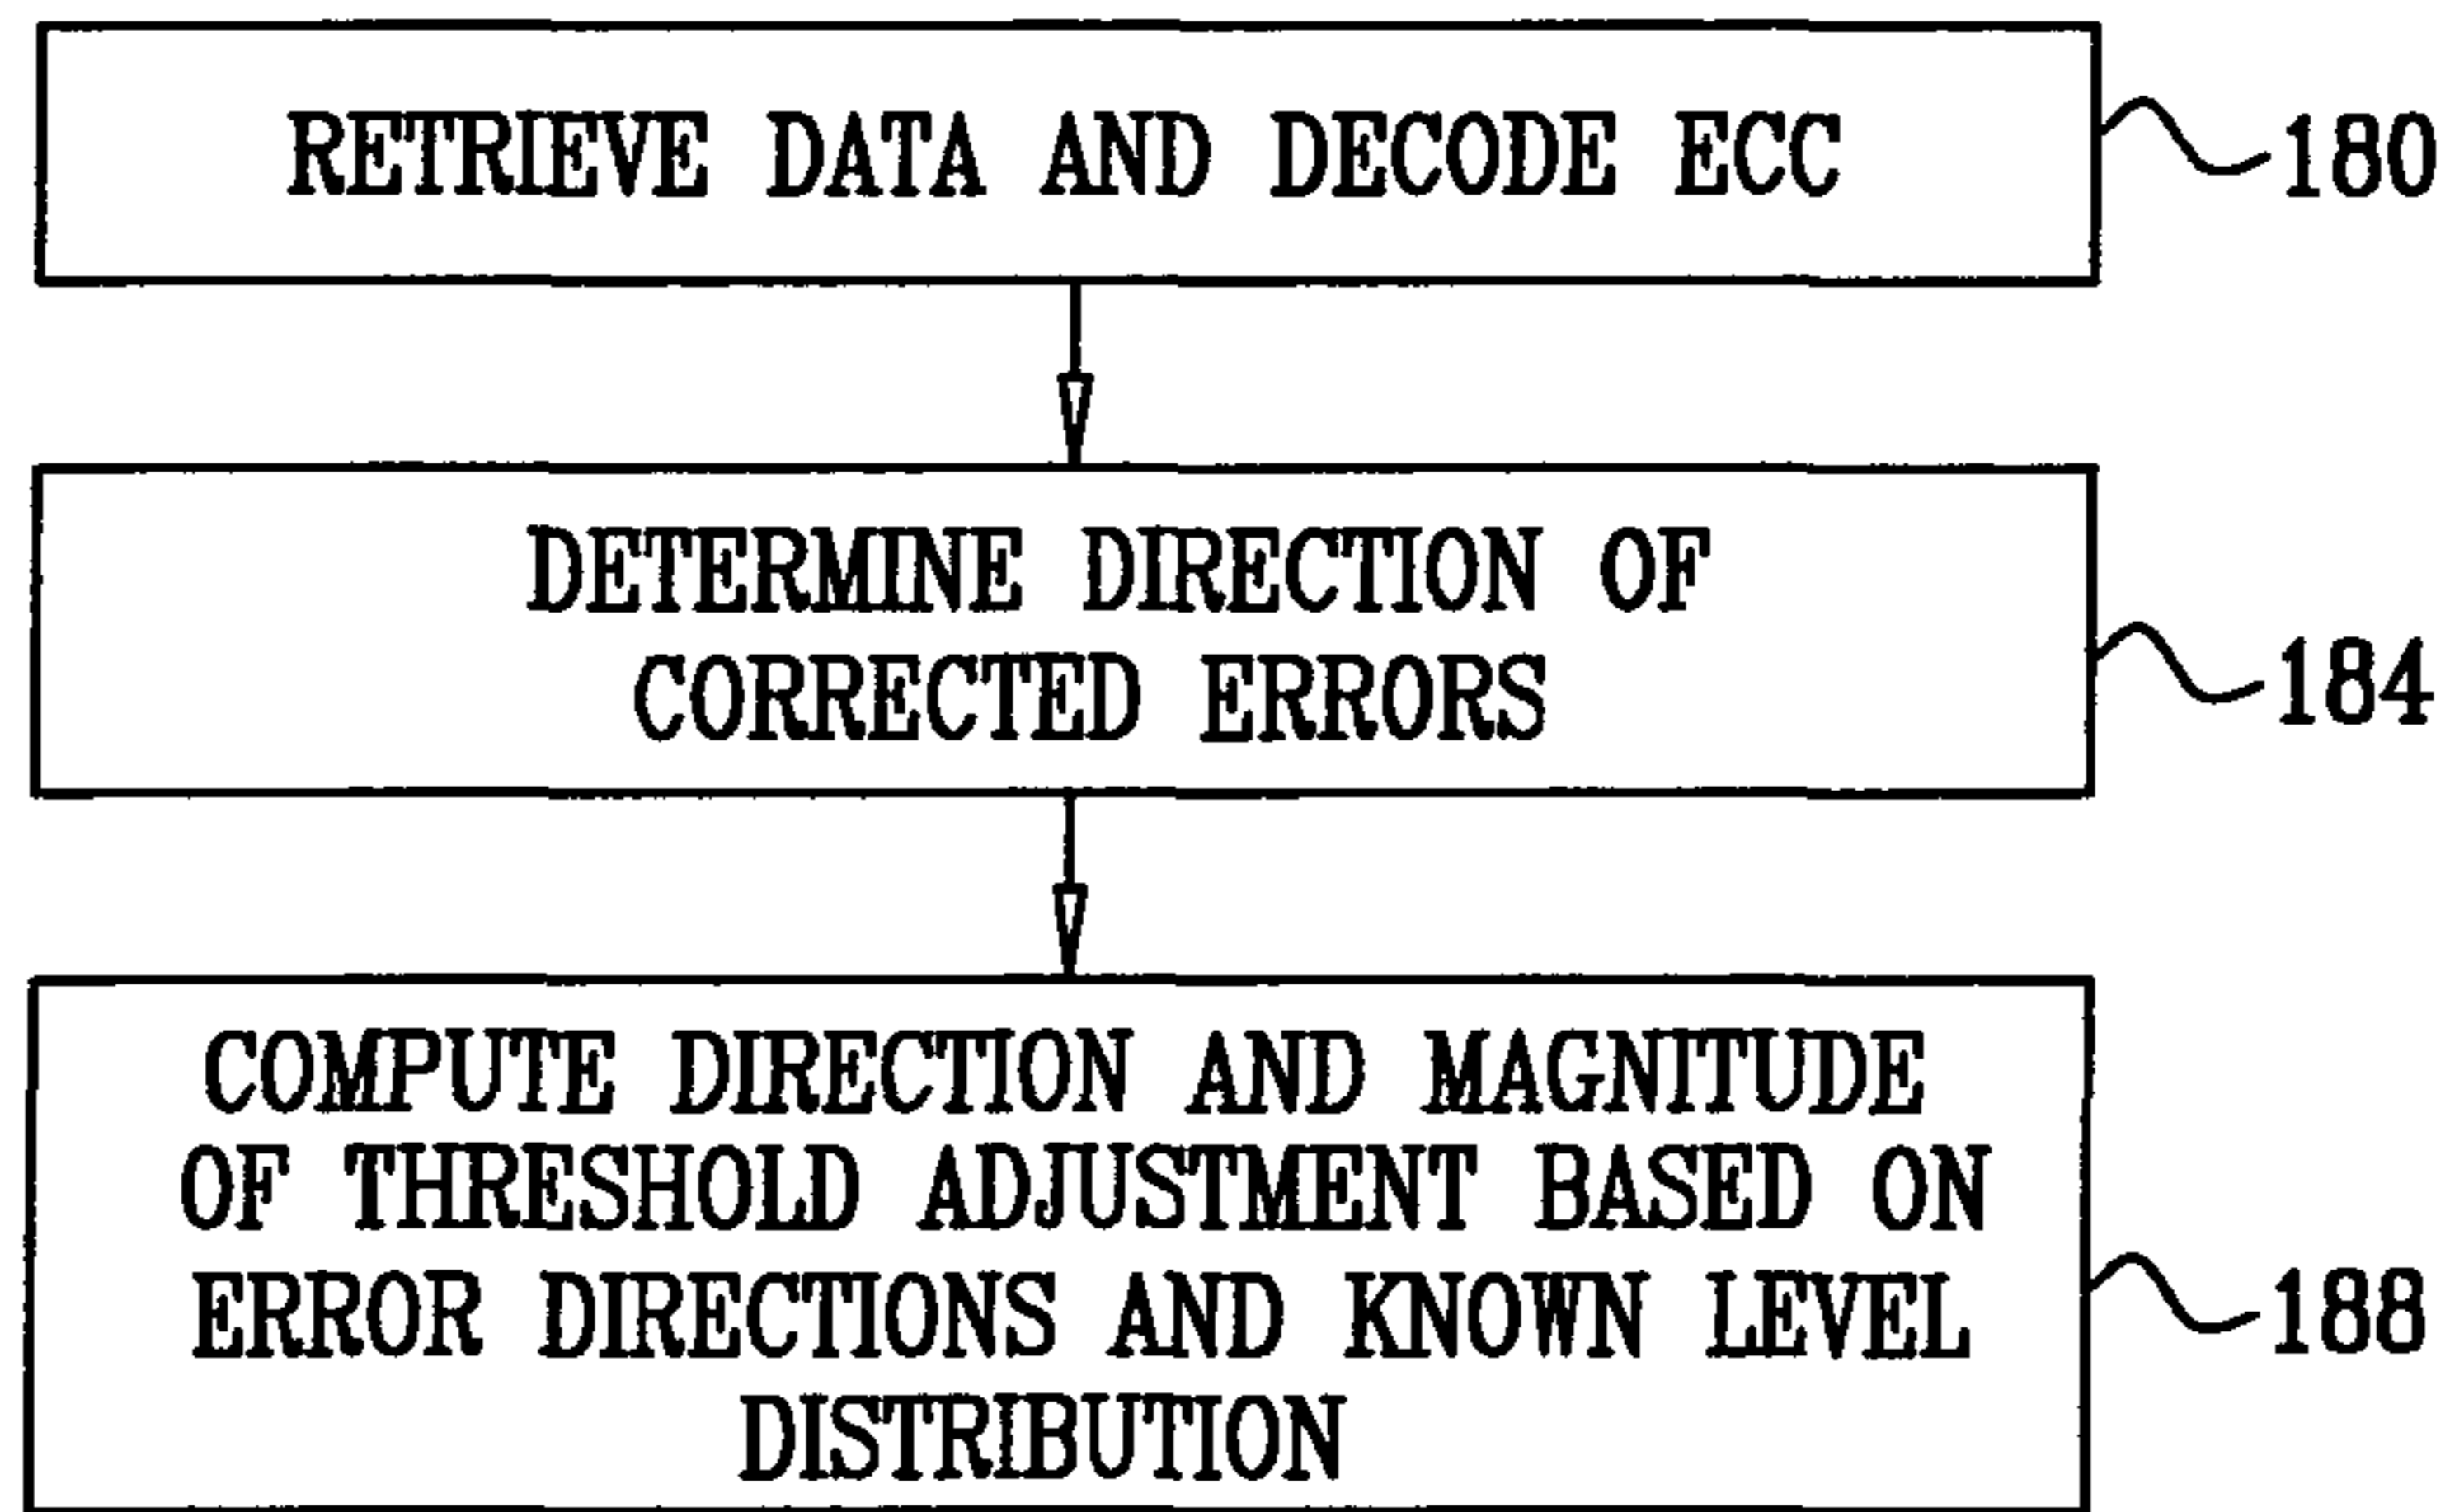 RETRIEVE DATA AND DECODE ECC
180
DETERMINE DIRECTION OF
CORRECTED ERRORS
184
COMPUTE DIRECTION AND MAGNITUDE
OF THRESHOLD ADJUSTMENT BASED ON
ERROR DIRECTIONS AND KNOWN LEVEL
DISTRIBUTION
188